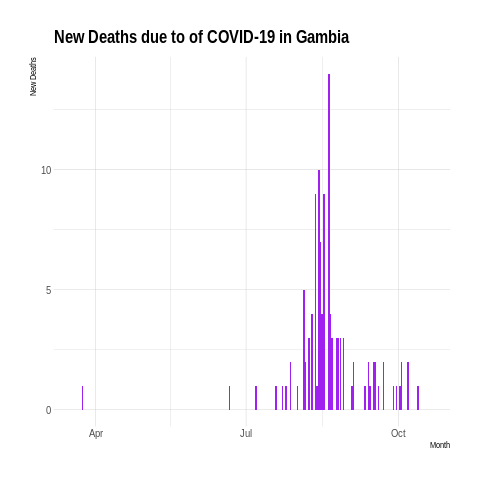 New Deaths due to of COVID-19 in Gambia
New Deaths
10
5
0
Apr Jul Oct
Month